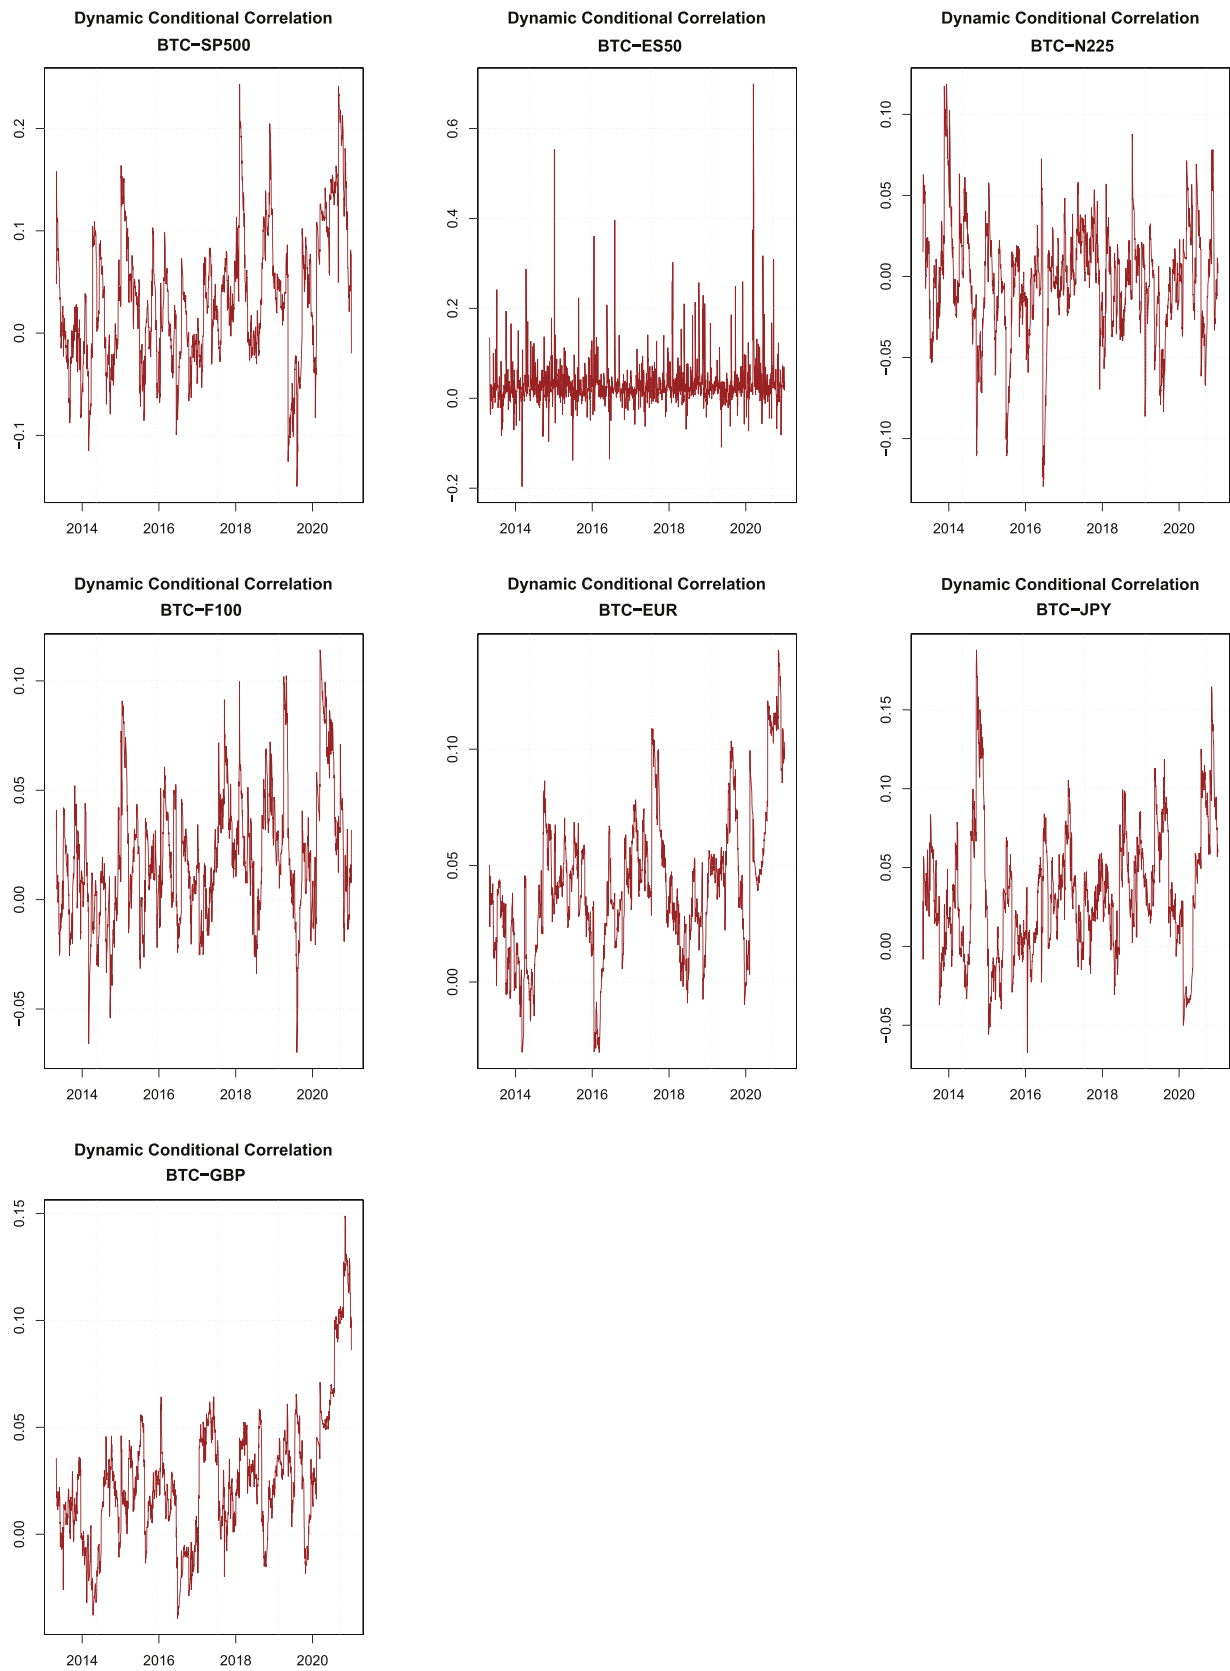 Dynamic Conditional Correlation
BTC−SP500
0.2
0.1
0.0
−0.1
2014 2016 2018 2020
Dynamic Conditional Correlation
BTC−ES50
0.6
0.4
0.2
0.0
−0.2
2014 2016 2018 2020
Dynamic Conditional Correlation
BTC−N225
0.10
0.05
0.00
−0.05
−0.10
2014 2016 2018 2020
Dynamic Conditional Correlation
BTC−F100
0.10
0.05
0.00
−0.05
2014 2016 2018 2020
Dynamic Conditional Correlation
BTC−EUR
0.10
0.05
0.00
2014 2016 2018 2020
Dynamic Conditional Correlation
BTC−JPY
0.15
0.10
0.05
0.00
−0.05
2014 2016 2018 2020
Dynamic Conditional Correlation
BTC−GBP
0.15
0.10
0.05
0.00
2014 2016 2018 2020